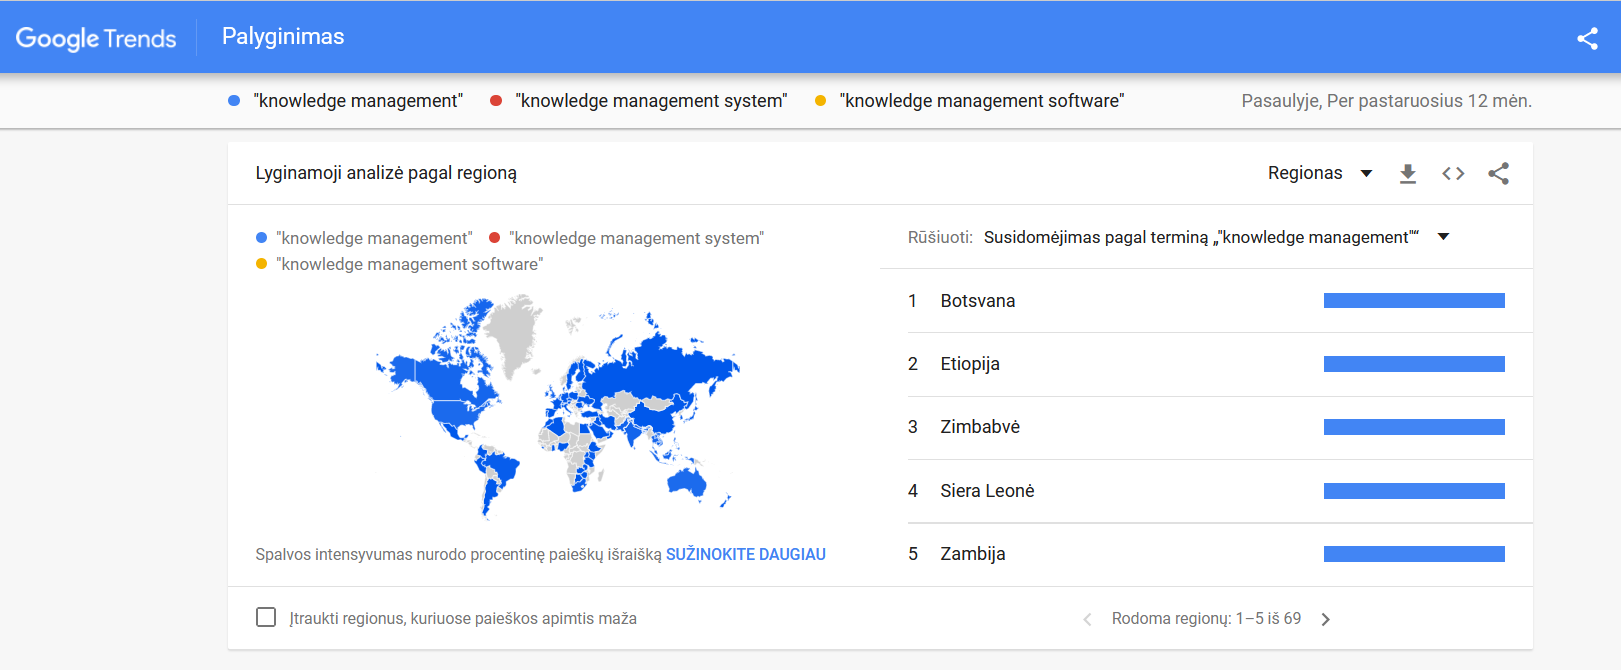 Google Trends Palyginimas
"knowledge management" "knowledge management system" "knowledge management software" Pasaulyje, Per pastaruosius 12 mėn.
Lyginamoji analizė pagal regioną Regionas
"knowledge management" "knowledge management system"
"knowledge management software"
Rūšiuoti: Susidomėjimas pagal terminą „"knowledge management"“
1 Botsvana
2 Etiopija
3 Zimbabvė
4 Siera Leonė
5 Zambija
Spalvos intensyvumas nurodo procentinę paieškų išraišką SUŽINOKITE DAUGIAU
Įtraukti regionus, kuriuose paieškos apimtis maža
Rodoma regionų: 1–5 iš 69